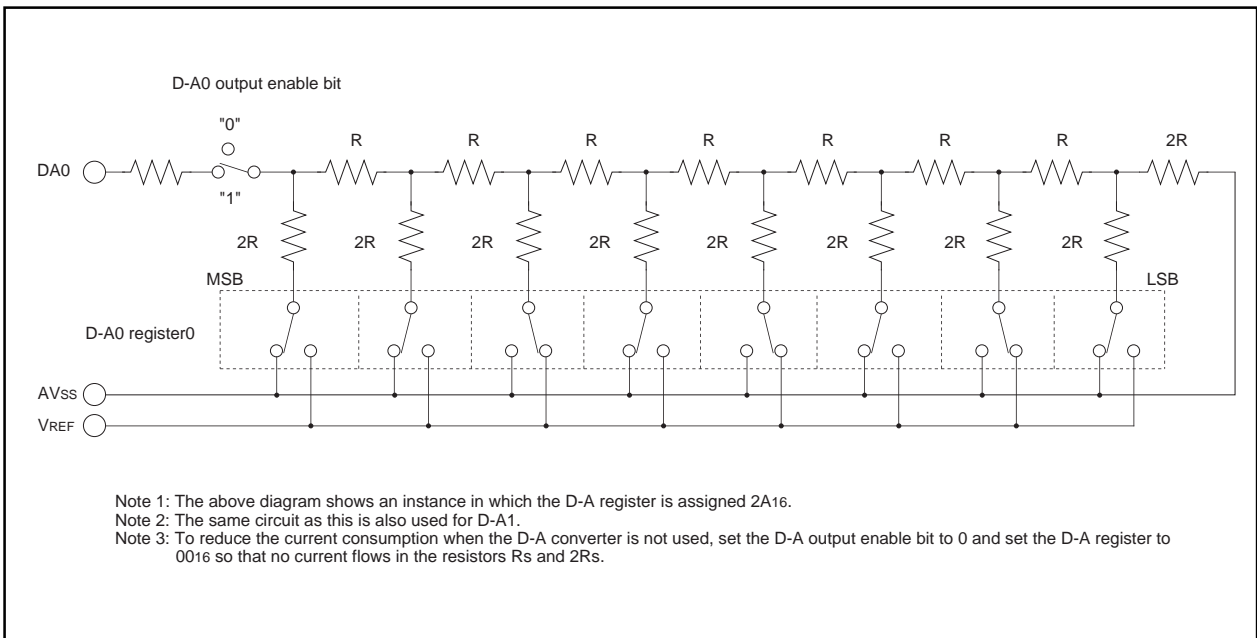 D-A0 output enable bit
"0"
R R R R R R R 2R
DA0
"1"
2R 2R 2R 2R 2R 2R 2R 2R
MSB LSB
D-A0 register0
AVSS
VREF
Note 1: The above diagram shows an instance in which the D-A register is assigned 2A16.
Note 2: The same circuit as this is also used for D-A1.
Note 3: To reduce the current consumption when the D-A converter is not used, set the D-A output enable bit to 0 and set the D-A register to
0016 so that no current flows in the resistors Rs and 2Rs.